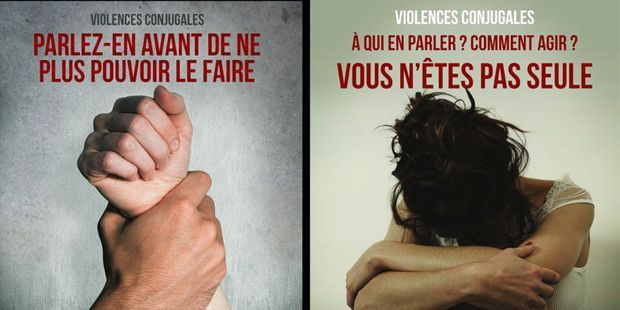 VIOLENCES CONJUGALES
PARLEZ-EN AVANT DE NE
PLUS POUVOIR LE FAIRE
VIOLENCES CONJUGALES
À QUI EN PARLER ? COMMENT AGIR ?
VOUS N'ÊTES PAS SEULE